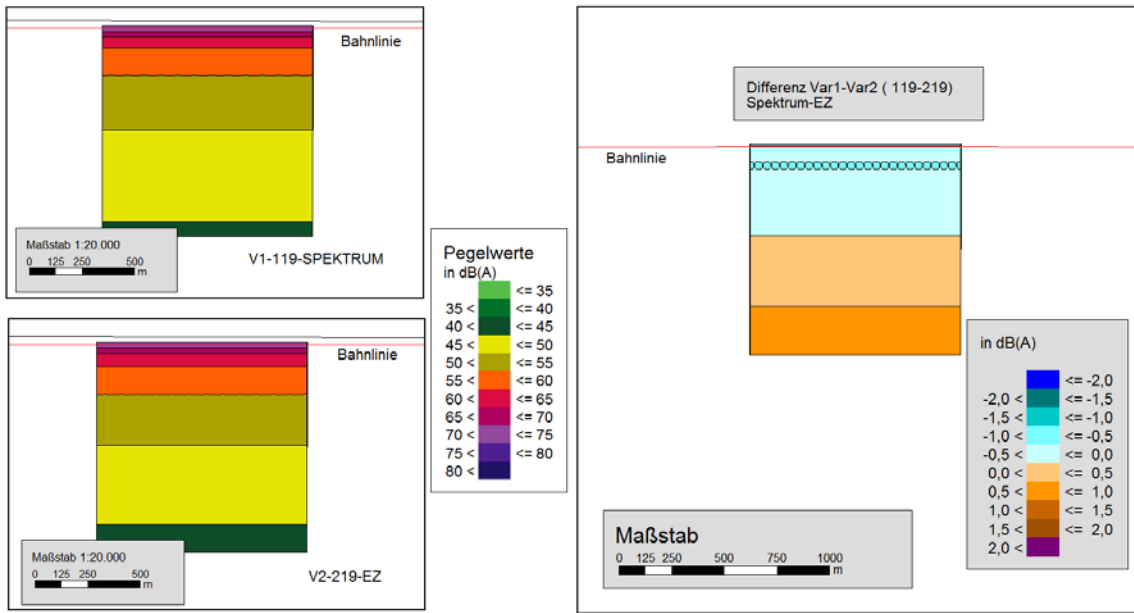 Bahnlinie
Maßstab 1:20.000
0 125 250 500
m
V1-119-SPEKTRUM
Bahnlinie
Maßstab 1:20.000
0 125 250 500
m
V2-219-EZ
Pegelwerte
in dB(A)
<= 35
35 < <= 40
40 < <= 45
45 < <= 50
50 < <= 55
55 < <= 60
60 < <= 65
65 < <= 70
70 < <= 75
75 < <= 80
80 <
Differenz Var1-Var2 ( 119-219)
Spektrum-EZ
Bahnlinie
Maßstab
0 125 250 500 750 1000
m
in dB(A)
<= -2,0
-2,0 < <= -1,5
-1,5 < <= -1,0
-1,0 < <= -0,5
-0,5 < <= 0,0
0,0 < <= 0,5
0,5 < <= 1,0
1,0 < <= 1,5
1,5 < <= 2,0
2,0 <